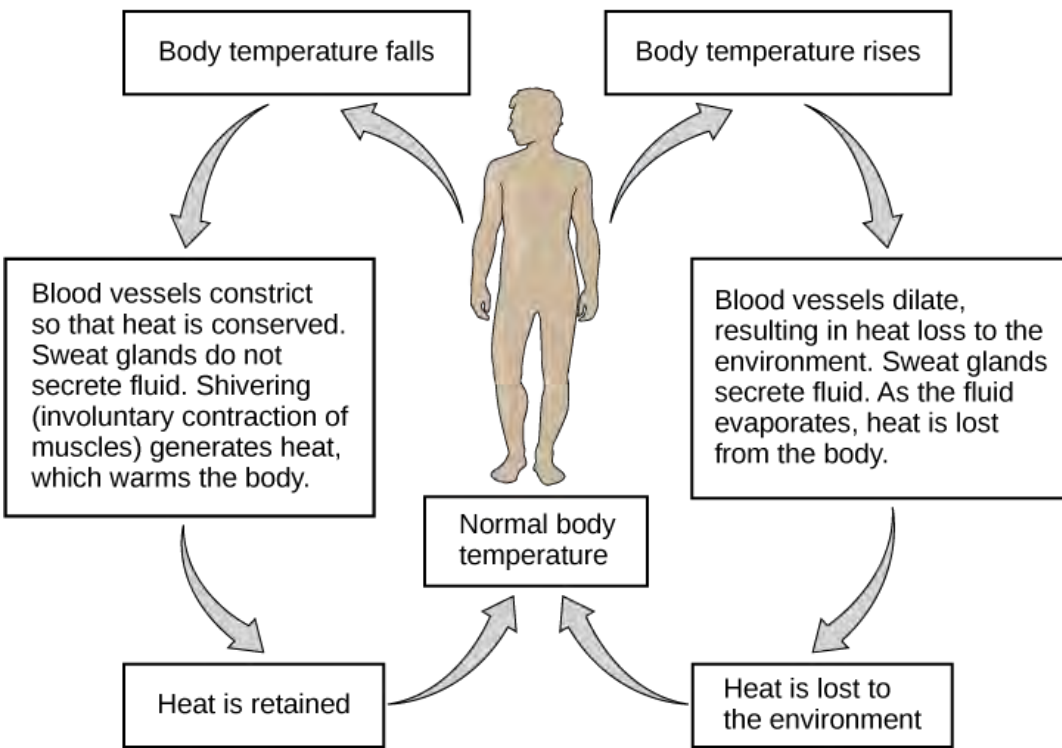 Body temperature falls
Body temperature rises
Blood vessels constrict
so that heat is conserved.
Sweat glands do not
secrete fluid. Shivering
(involuntary contraction of
muscles) generates heat,
which warms the body.
Blood vessels dilate,
resulting in heat loss to the
environment. Sweat glands
secrete fluid. As the fluid
evaporates, heat is lost
from the body.
Normal body
temperature
Heat is retained
Heat is lost to
the environment